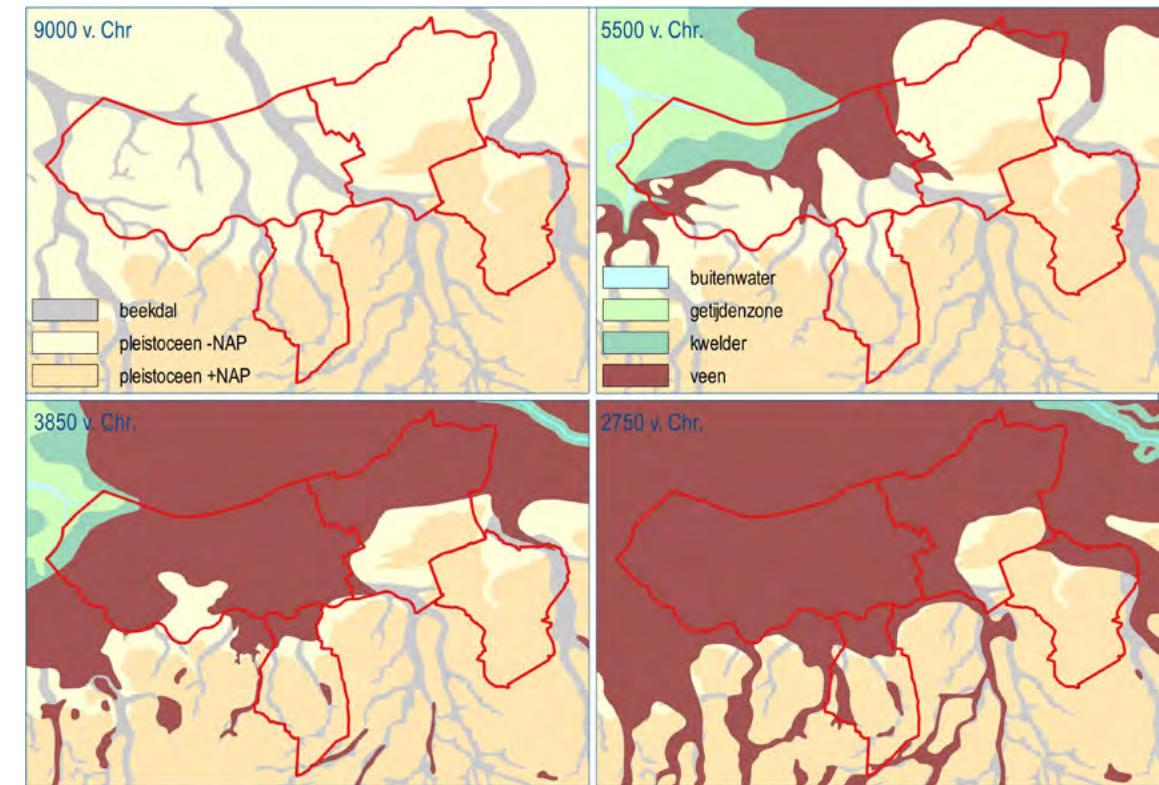 9000 v. Chr
beekdal
pleistoceen -NAP
pleistoceen +NAP
5500 v. Chr.
buitenwater
getijdenzone
kwelder
veen
3850 v. Chr.
2750 v. Chr.